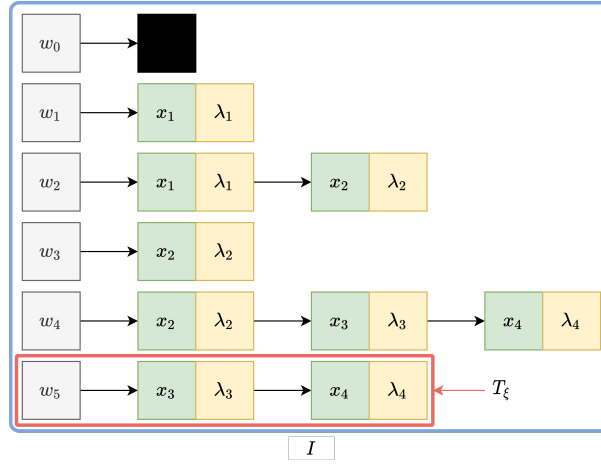 w₀
w₁ x₁ λ₁
w₂ x₁ λ₁ x₂ λ₂
w₃ x₂ λ₂
w₄ x₂ λ₂ x₃ λ₃ x₄ λ₄
w₅ x₃ λ₃ x₄ λ₄ T_ξ
I